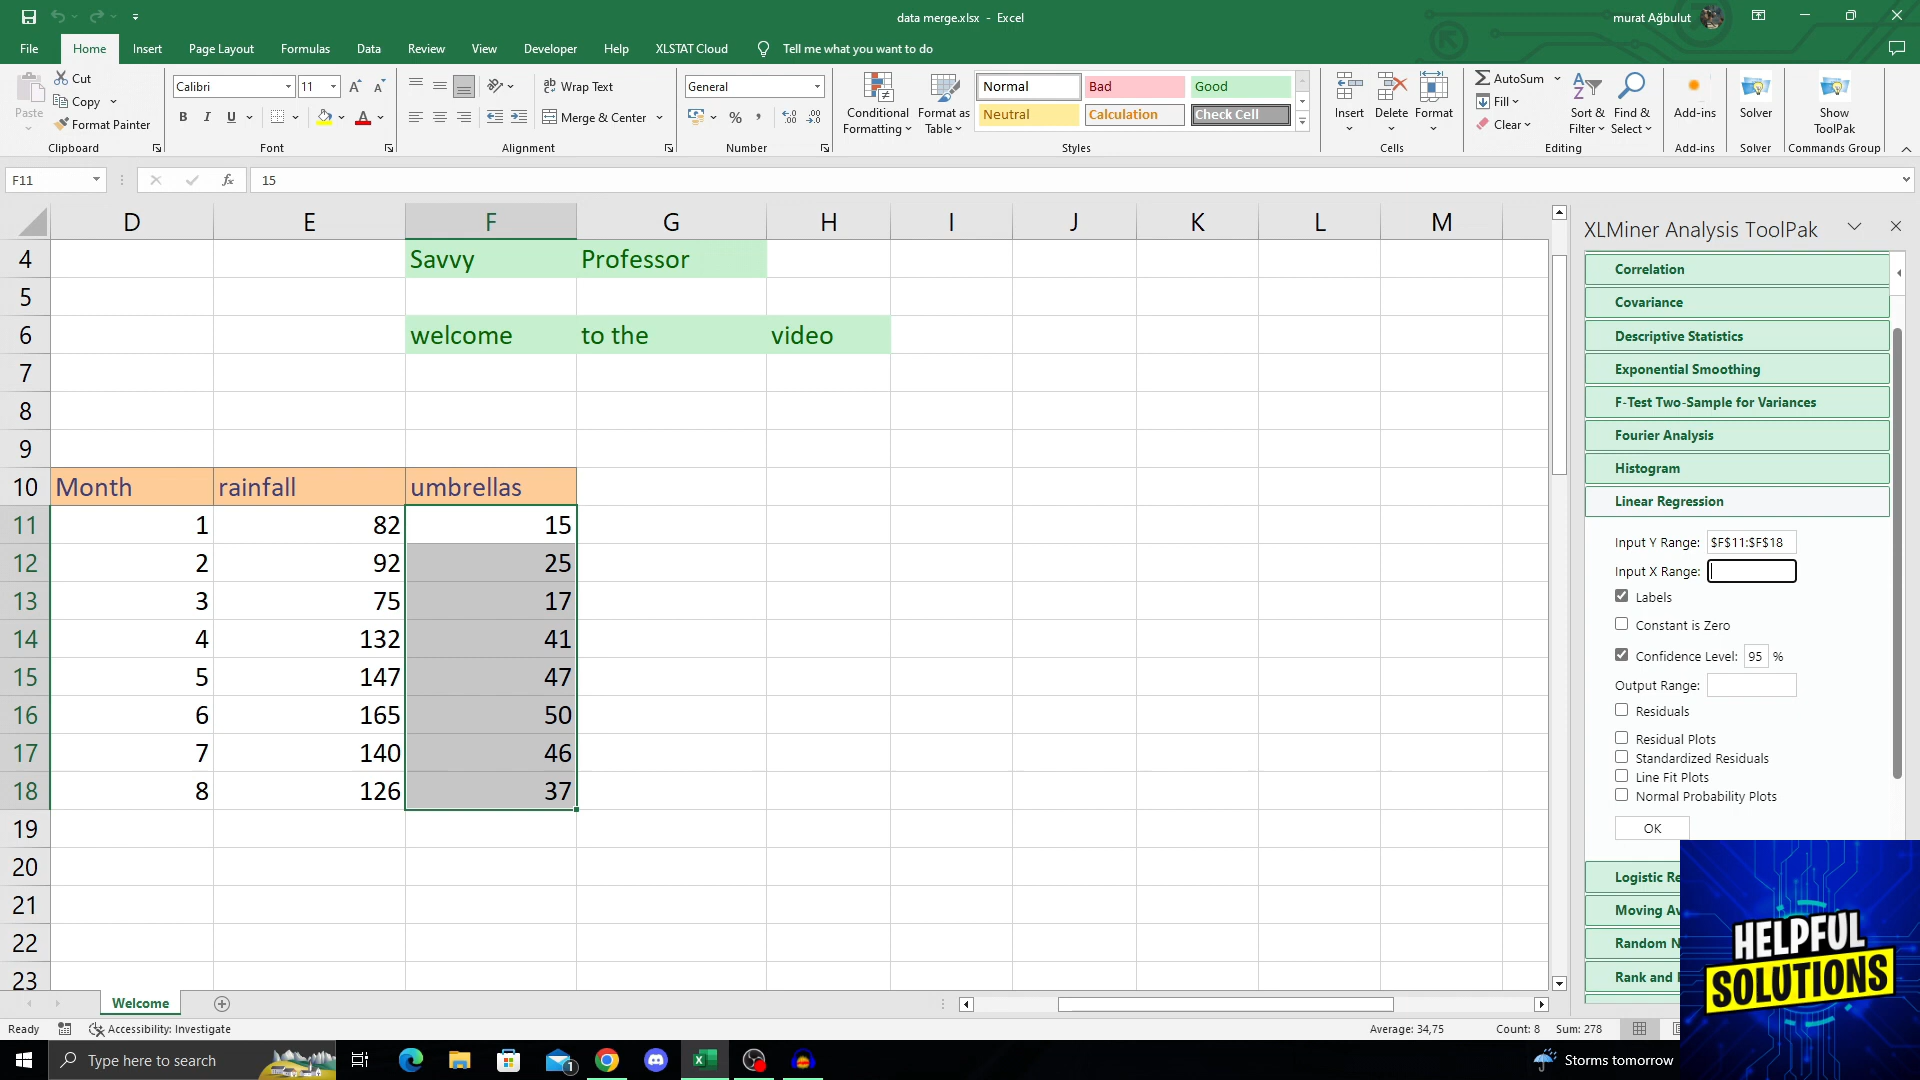 data merge.xlsx - Excel
murat Ağbulut
File Home Insert Page Layout Formulas Data Review View Developer Help XLSTAT Cloud Tell me what you want to do
Paste
Cut
Copy
Format Painter
Clipboard
Calibri 11
B I U
Font
Wrap Text
Merge & Center
Alignment
General
% ,
Number
Conditional Formatting
Format as Table
Normal Bad Good
Neutral Calculation Check Cell
Styles
Insert Delete Format
Cells
AutoSum
Fill
Clear
Sort & Filter
Find & Select
Editing
Add-ins
Add-ins
Solver
Solver
Show ToolPak
Commands Group
F11 fx 15
D E F G H I J K L M
4 Savvy Professor
5
6 welcome to the video
7
8
9
10 Month rainfall umbrellas
11 1 82 15
12 2 92 25
13 3 75 17
14 4 132 41
15 5 147 47
16 6 165 50
17 7 140 46
18 8 126 37
19
20
21
22
23
XLMiner Analysis ToolPak
Correlation
Covariance
Descriptive Statistics
Exponential Smoothing
F-Test Two-Sample for Variances
Fourier Analysis
Histogram
Linear Regression
Input Y Range: $F$11:$F$18
Input X Range:
Labels
Constant is Zero
Confidence Level: 95 %
Output Range:
Residuals
Residual Plots
Standardized Residuals
Line Fit Plots
Normal Probability Plots
OK
Logistic Re
Moving Av
Random N
Rank and
HELPFUL
SOLUTIONS
Welcome
Ready Accessibility: Investigate Average: 34,75 Count: 8 Sum: 278
Type here to search 1 Storms tomorrow